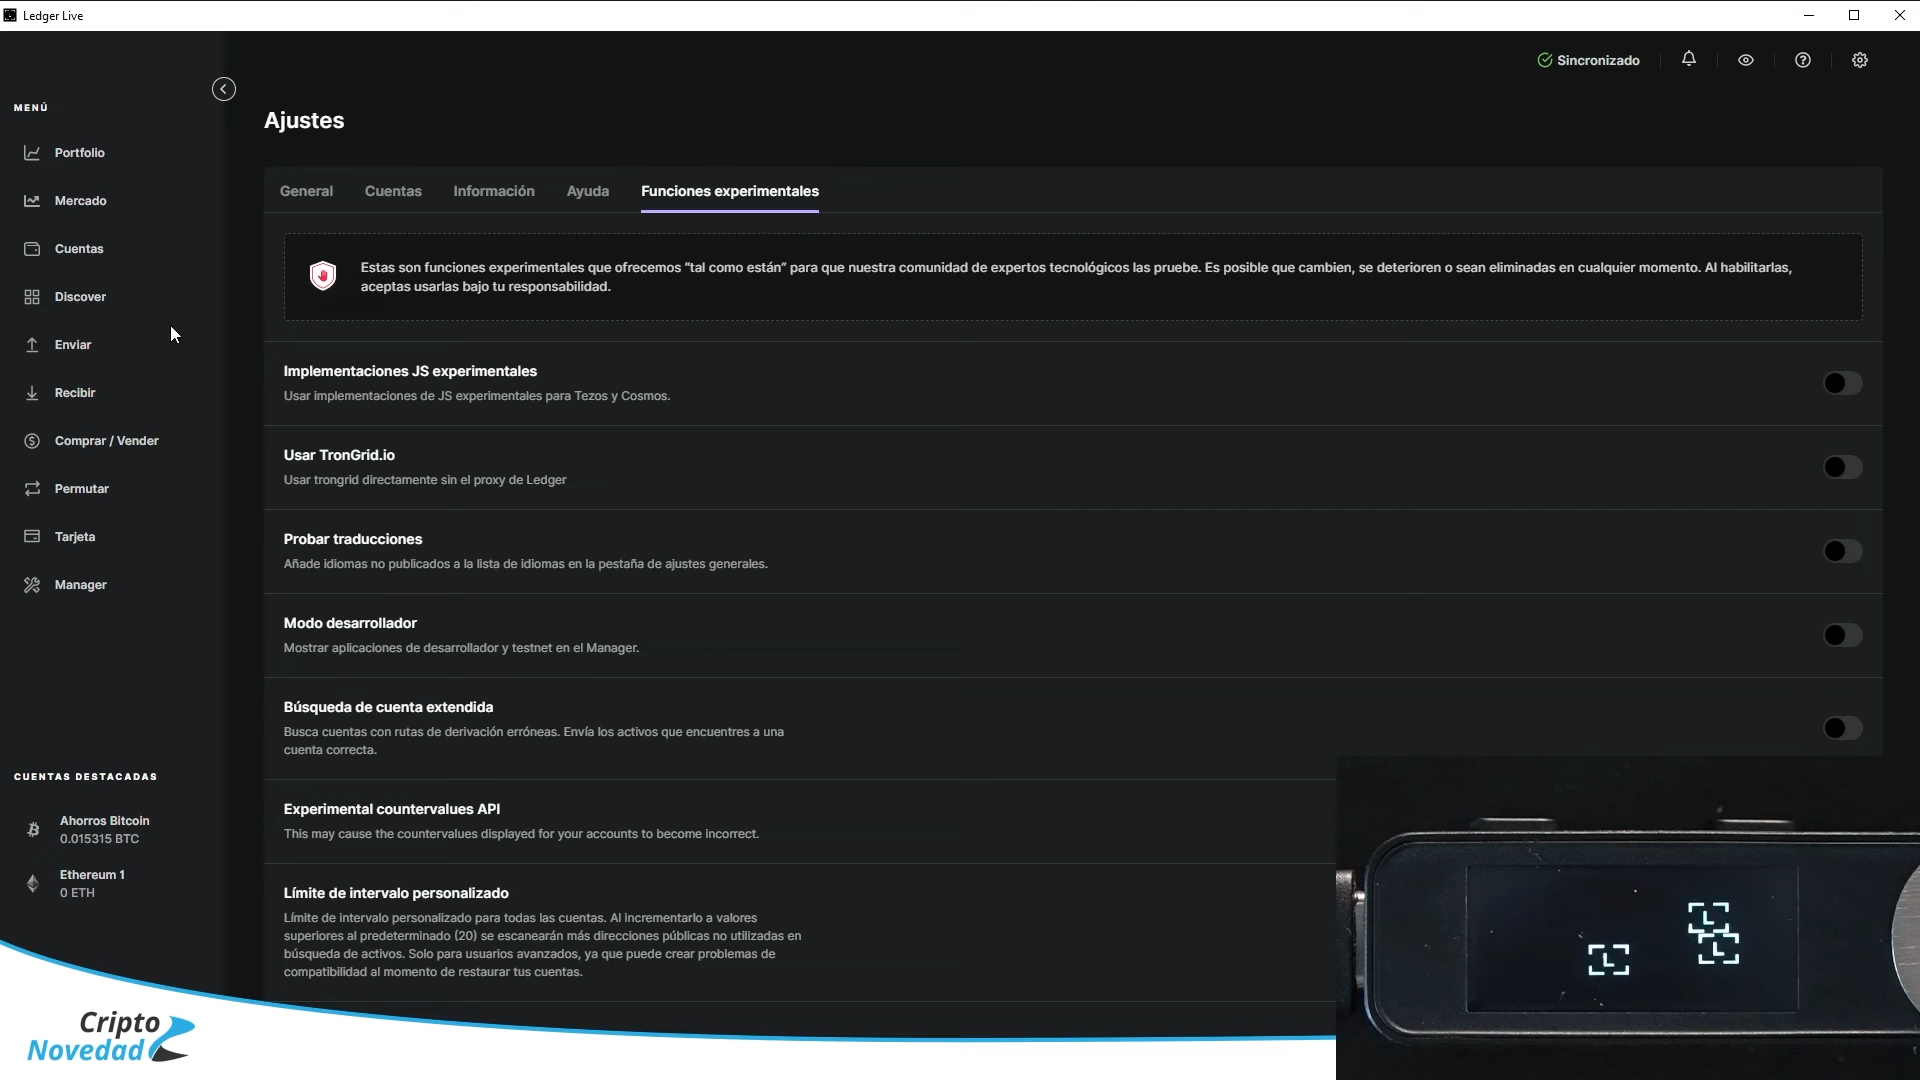 Ledger Live
Sincronizado
MENÚ
Portfolio
Mercado
Cuentas
Discover
Enviar
Recibir
Comprar / Vender
Permutar
Tarjeta
Manager
CUENTAS DESTACADAS
Ahorros Bitcoin
0.015315 BTC
Ethereum 1
0 ETH
Ajustes
General Cuentas Información Ayuda Funciones experimentales
Estas son funciones experimentales que ofrecemos “tal como están” para que nuestra comunidad de expertos tecnológicos las pruebe. Es posible que cambien, se deterioren o sean eliminadas en cualquier momento. Al habilitarlas,
aceptas usarlas bajo tu responsabilidad.
Implementaciones JS experimentales
Usar implementaciones de JS experimentales para Tezos y Cosmos.
Usar TronGrid.io
Usar trongrid directamente sin el proxy de Ledger
Probar traducciones
Añade idiomas no publicados a la lista de idiomas en la pestaña de ajustes generales.
Modo desarrollador
Mostrar aplicaciones de desarrollador y testnet en el Manager.
Búsqueda de cuenta extendida
Busca cuentas con rutas de derivación erróneas. Envía los activos que encuentres a una
cuenta correcta.
Experimental countervalues API
This may cause the countervalues displayed for your accounts to become incorrect.
Límite de intervalo personalizado
Límite de intervalo personalizado para todas las cuentas. Al incrementarlo a valores
superiores al predeterminado (20) se escanearán más direcciones públicas no utilizadas en
búsqueda de activos. Solo para usuarios avanzados, ya que puede crear problemas de
compatibilidad al momento de restaurar tus cuentas.
Cripto
Novedad